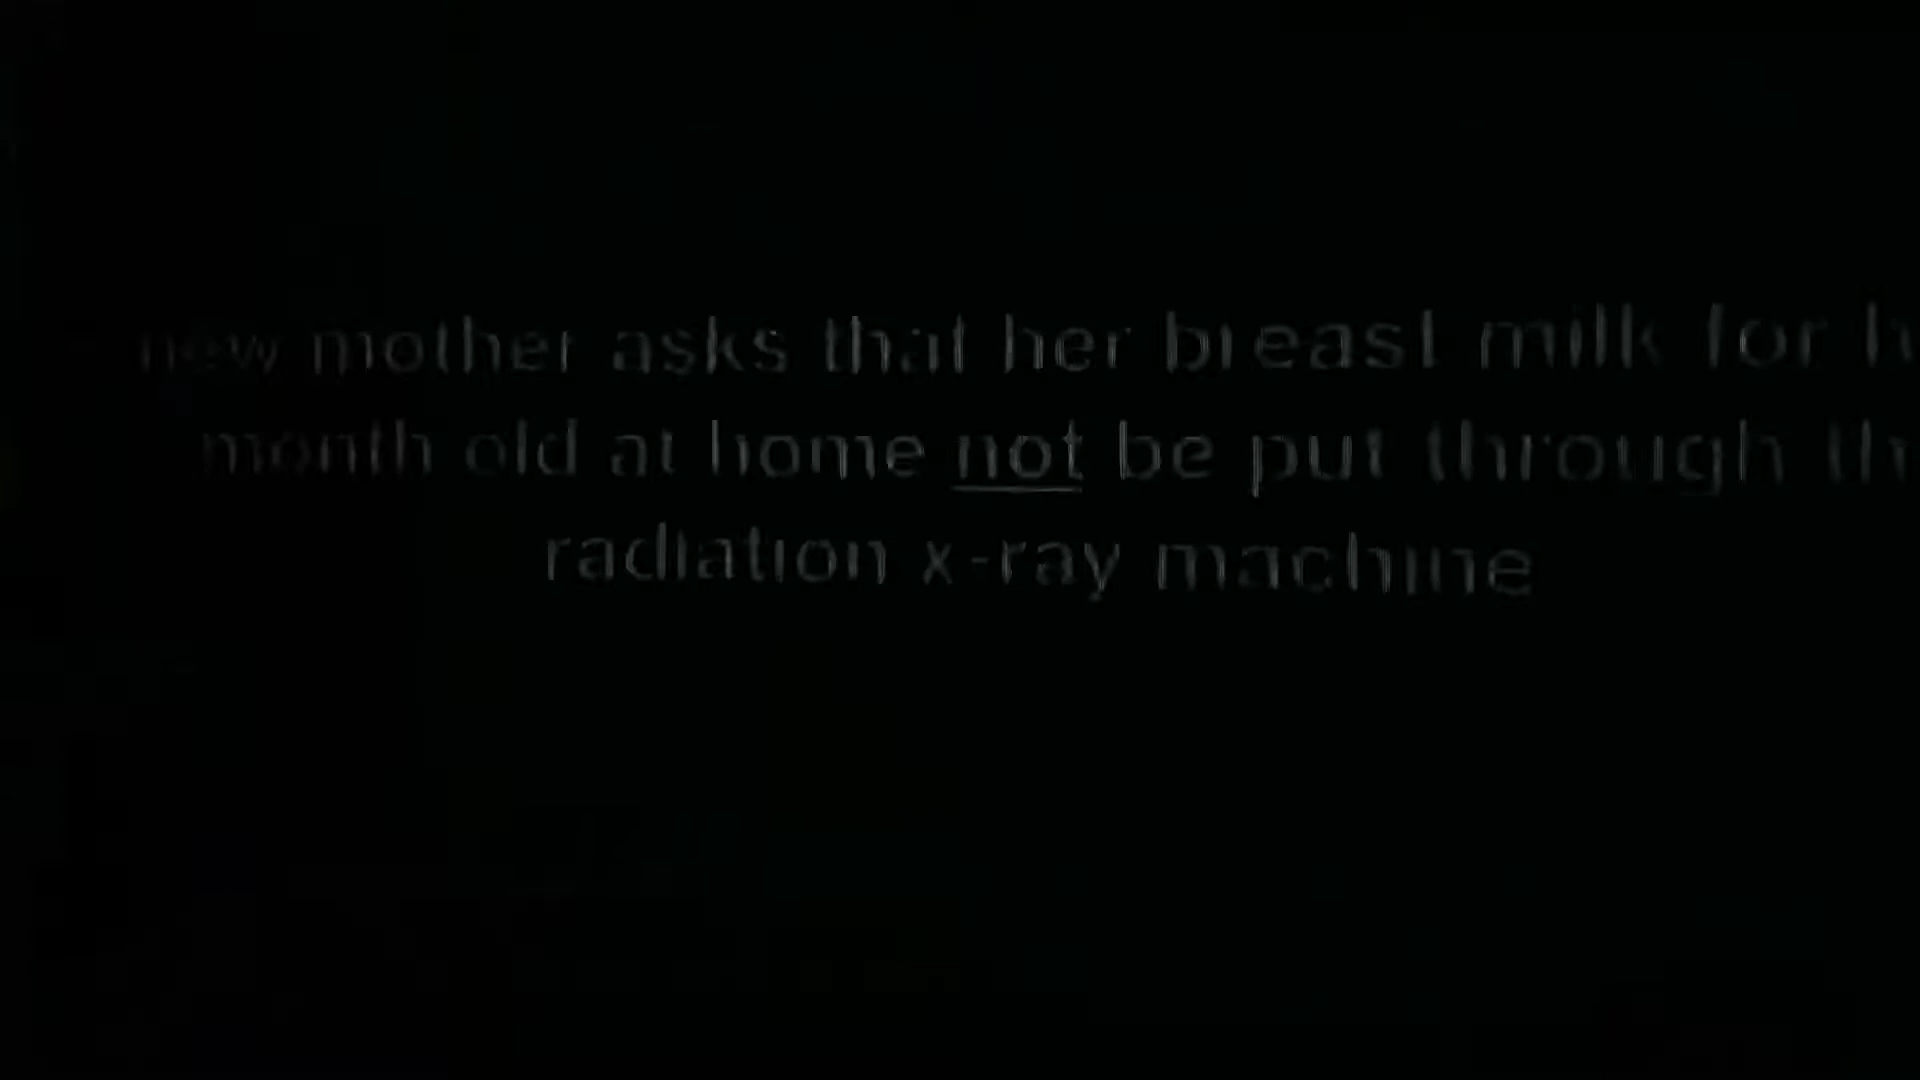 new mother asks that her breast milk for
month old at home not be put through
radiation x-ray machine